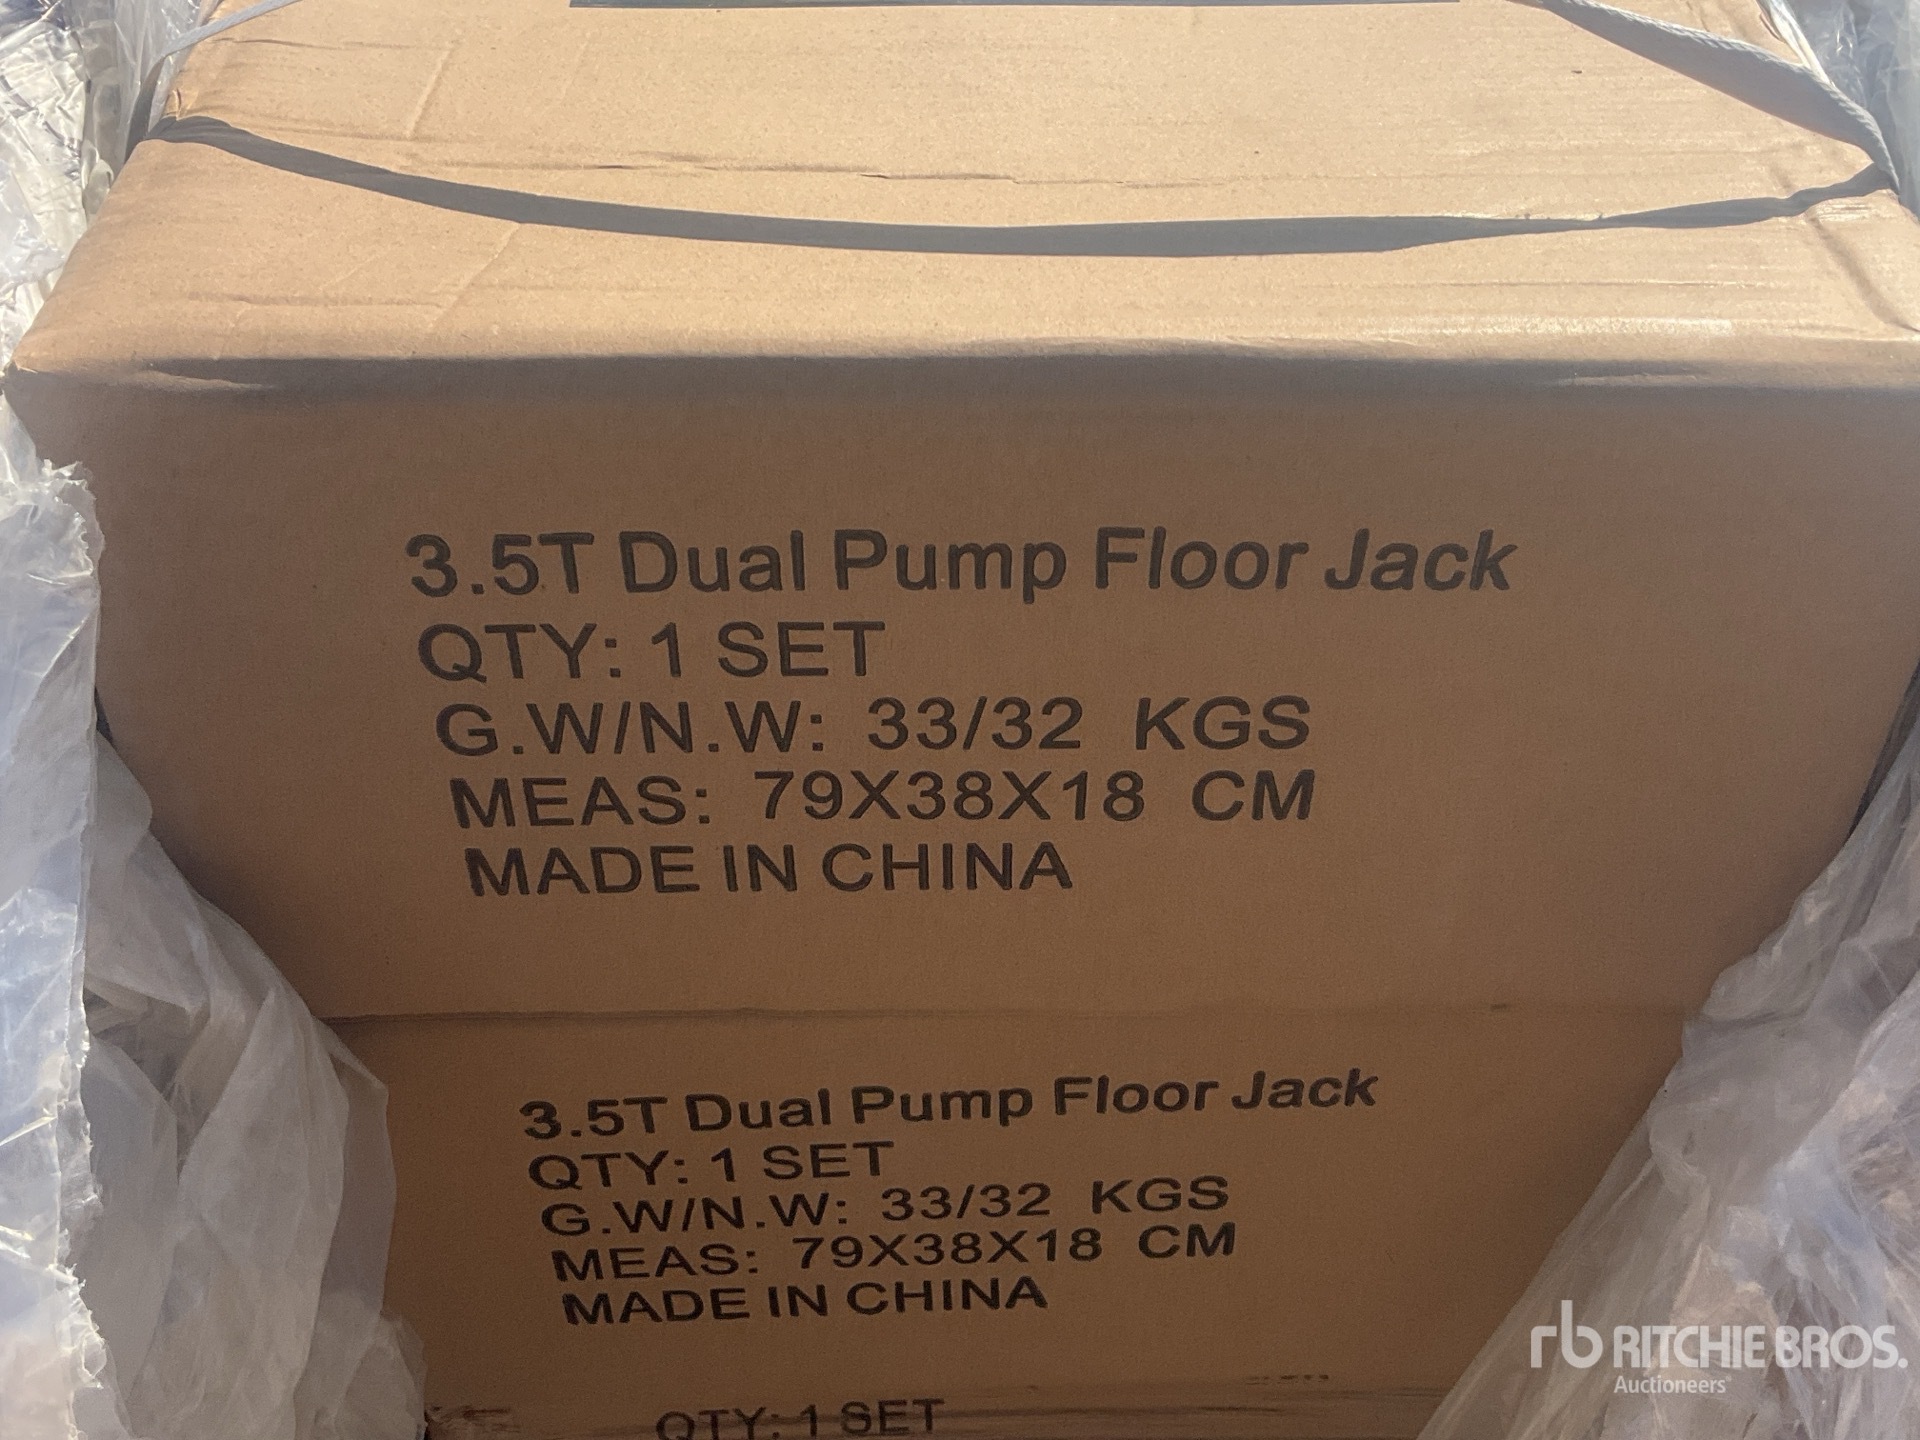 3.5T Dual Pump Floor Jack
QTY: 1 SET
G.W/N.W: 33/32 KGS
MEAS: 79X38X18 CM
MADE IN CHINA
3.5T Dual Pump Floor Jack
QTY: 1 SET
G.W/N.W: 33/32 KGS
MEAS: 79X38X18 CM
MADE IN CHINA
QTY: 1 SET
rb RITCHIE BROS.
Auctioneers